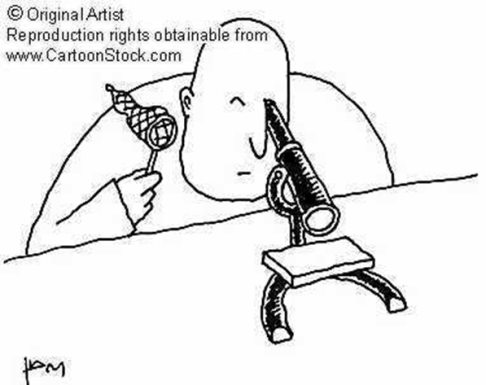 © Original Artist
Reproduction rights obtainable from
www.CartoonStock.com